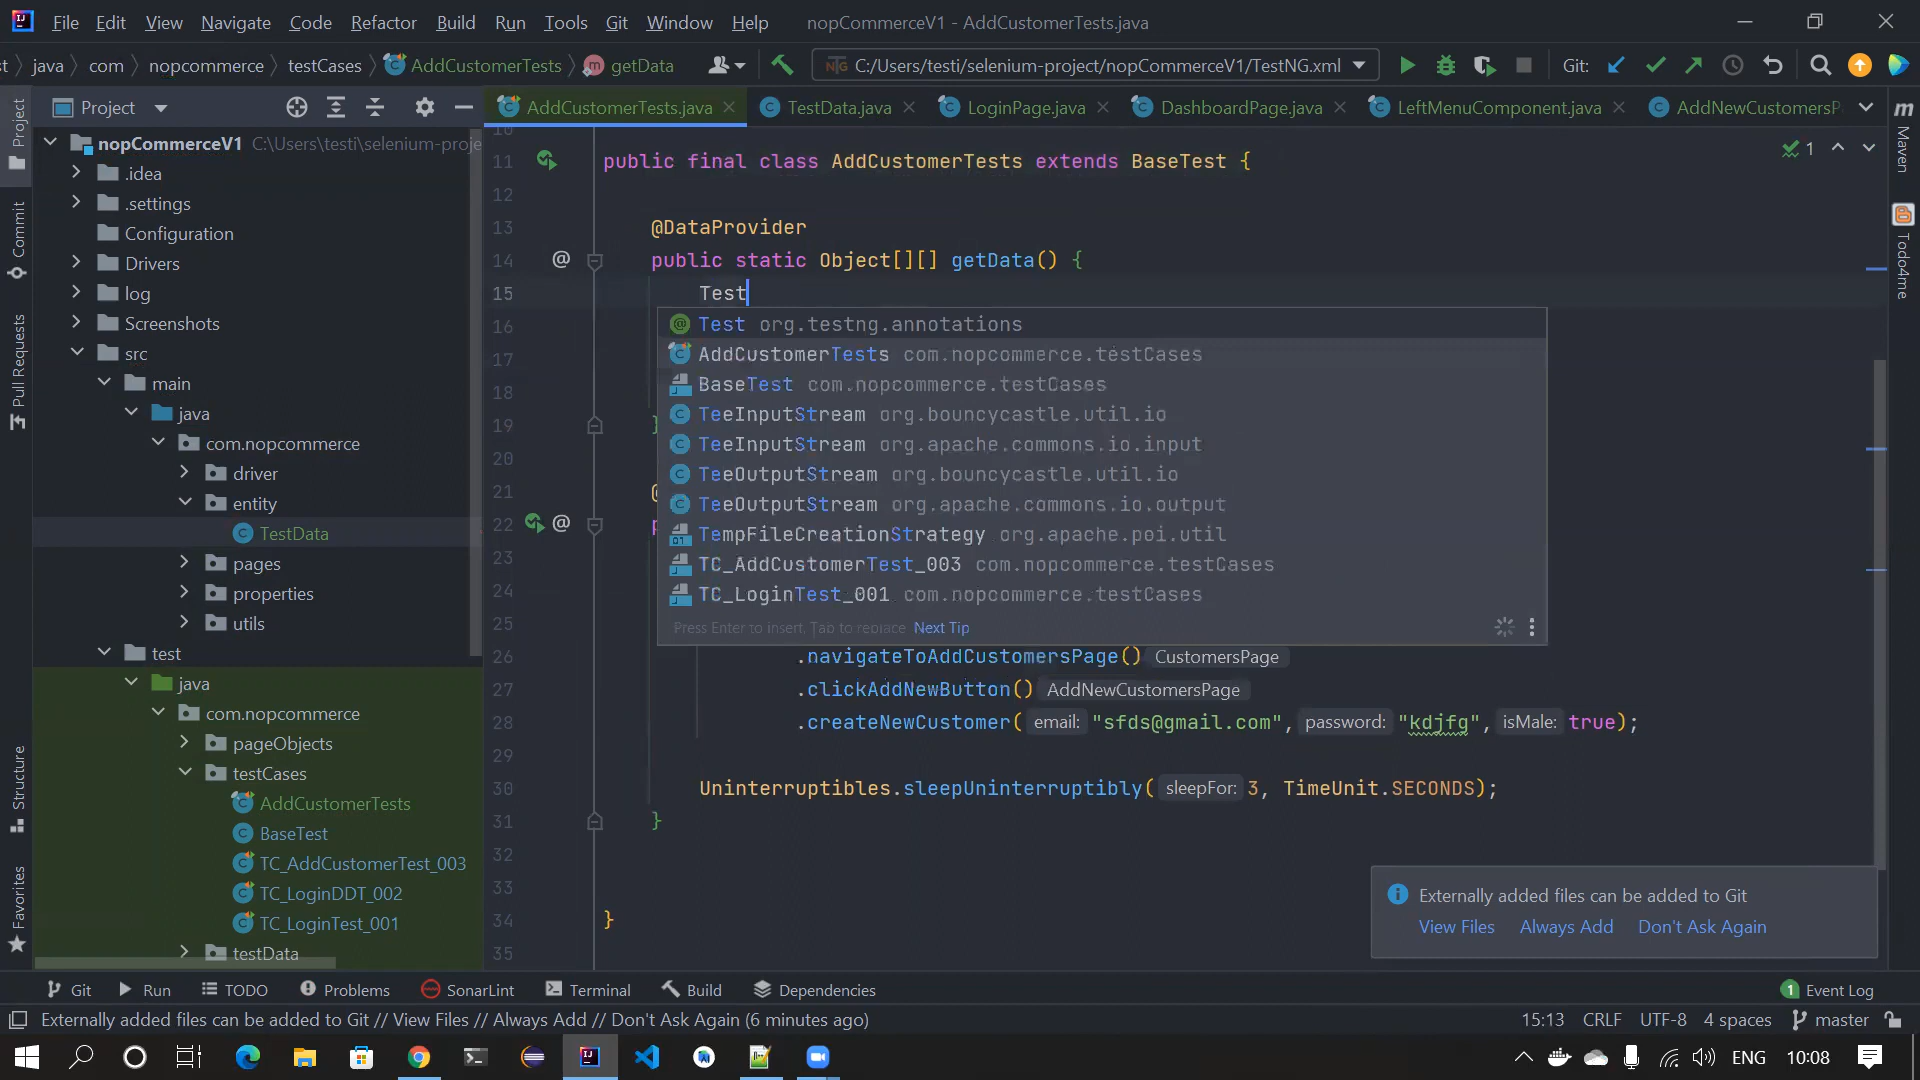 File Edit View Navigate Code Refactor Build Run Tools Git Window Help nopCommerceV1 - AddCustomerTests.java
java com nopcommerce testCases AddCustomerTests getData C:/Users/testi/selenium-project/nopCommerceV1/TestNG.xml Git:
Project AddCustomerTests.java TestData.java LoginPage.java DashboardPage.java LeftMenuComponent.java AddNewCustomersP
nopCommerceV1 C:\Users\testi\selenium-proje
.idea
.settings
Configuration
Drivers
log
Screenshots
src
main
java
com.nopcommerce
driver
entity
TestData
pages
properties
utils
test
java
com.nopcommerce
pageObjects
testCases
AddCustomerTests
BaseTest
TC_AddCustomerTest_003
TC_LoginDDT_002
TC_LoginTest_001
testData
Project
Commit
Pull Requests
Structure
Favorites
10
11 public final class AddCustomerTests extends BaseTest {
12
13 @DataProvider
14 public static Object[][] getData() {
15 Test
16
17
18
19 }
20
21 @
22 p
23
24
25
26 .navigateToAddCustomersPage() CustomersPage
27 .clickAddNewButton() AddNewCustomersPage
28 .createNewCustomer( email: "sfds@gmail.com", password: "kdjfg", isMale: true);
29
30 Uninterruptibles.sleepUninterruptibly( sleepFor: 3, TimeUnit.SECONDS);
31 }
32
33
34 }
35
Test org.testng.annotations
AddCustomerTests com.nopcommerce.testCases
BaseTest com.nopcommerce.testCases
TeeInputStream org.bouncycastle.util.io
TeeInputStream org.apache.commons.io.input
TeeOutputStream org.bouncycastle.util.io
TeeOutputStream org.apache.commons.io.output
TempFileCreationStrategy org.apache.poi.util
TC_AddCustomerTest_003 com.nopcommerce.testCases
TC_LoginTest_001 com.nopcommerce.testCases
Press Enter to insert, Tab to replace Next Tip
1
Maven
Todo4me
Externally added files can be added to Git
View Files Always Add Don't Ask Again
Git Run TODO Problems SonarLint Terminal Build Dependencies 1 Event Log
Externally added files can be added to Git // View Files // Always Add // Don't Ask Again (6 minutes ago) 15:13 CRLF UTF-8 4 spaces master
ENG 10:08